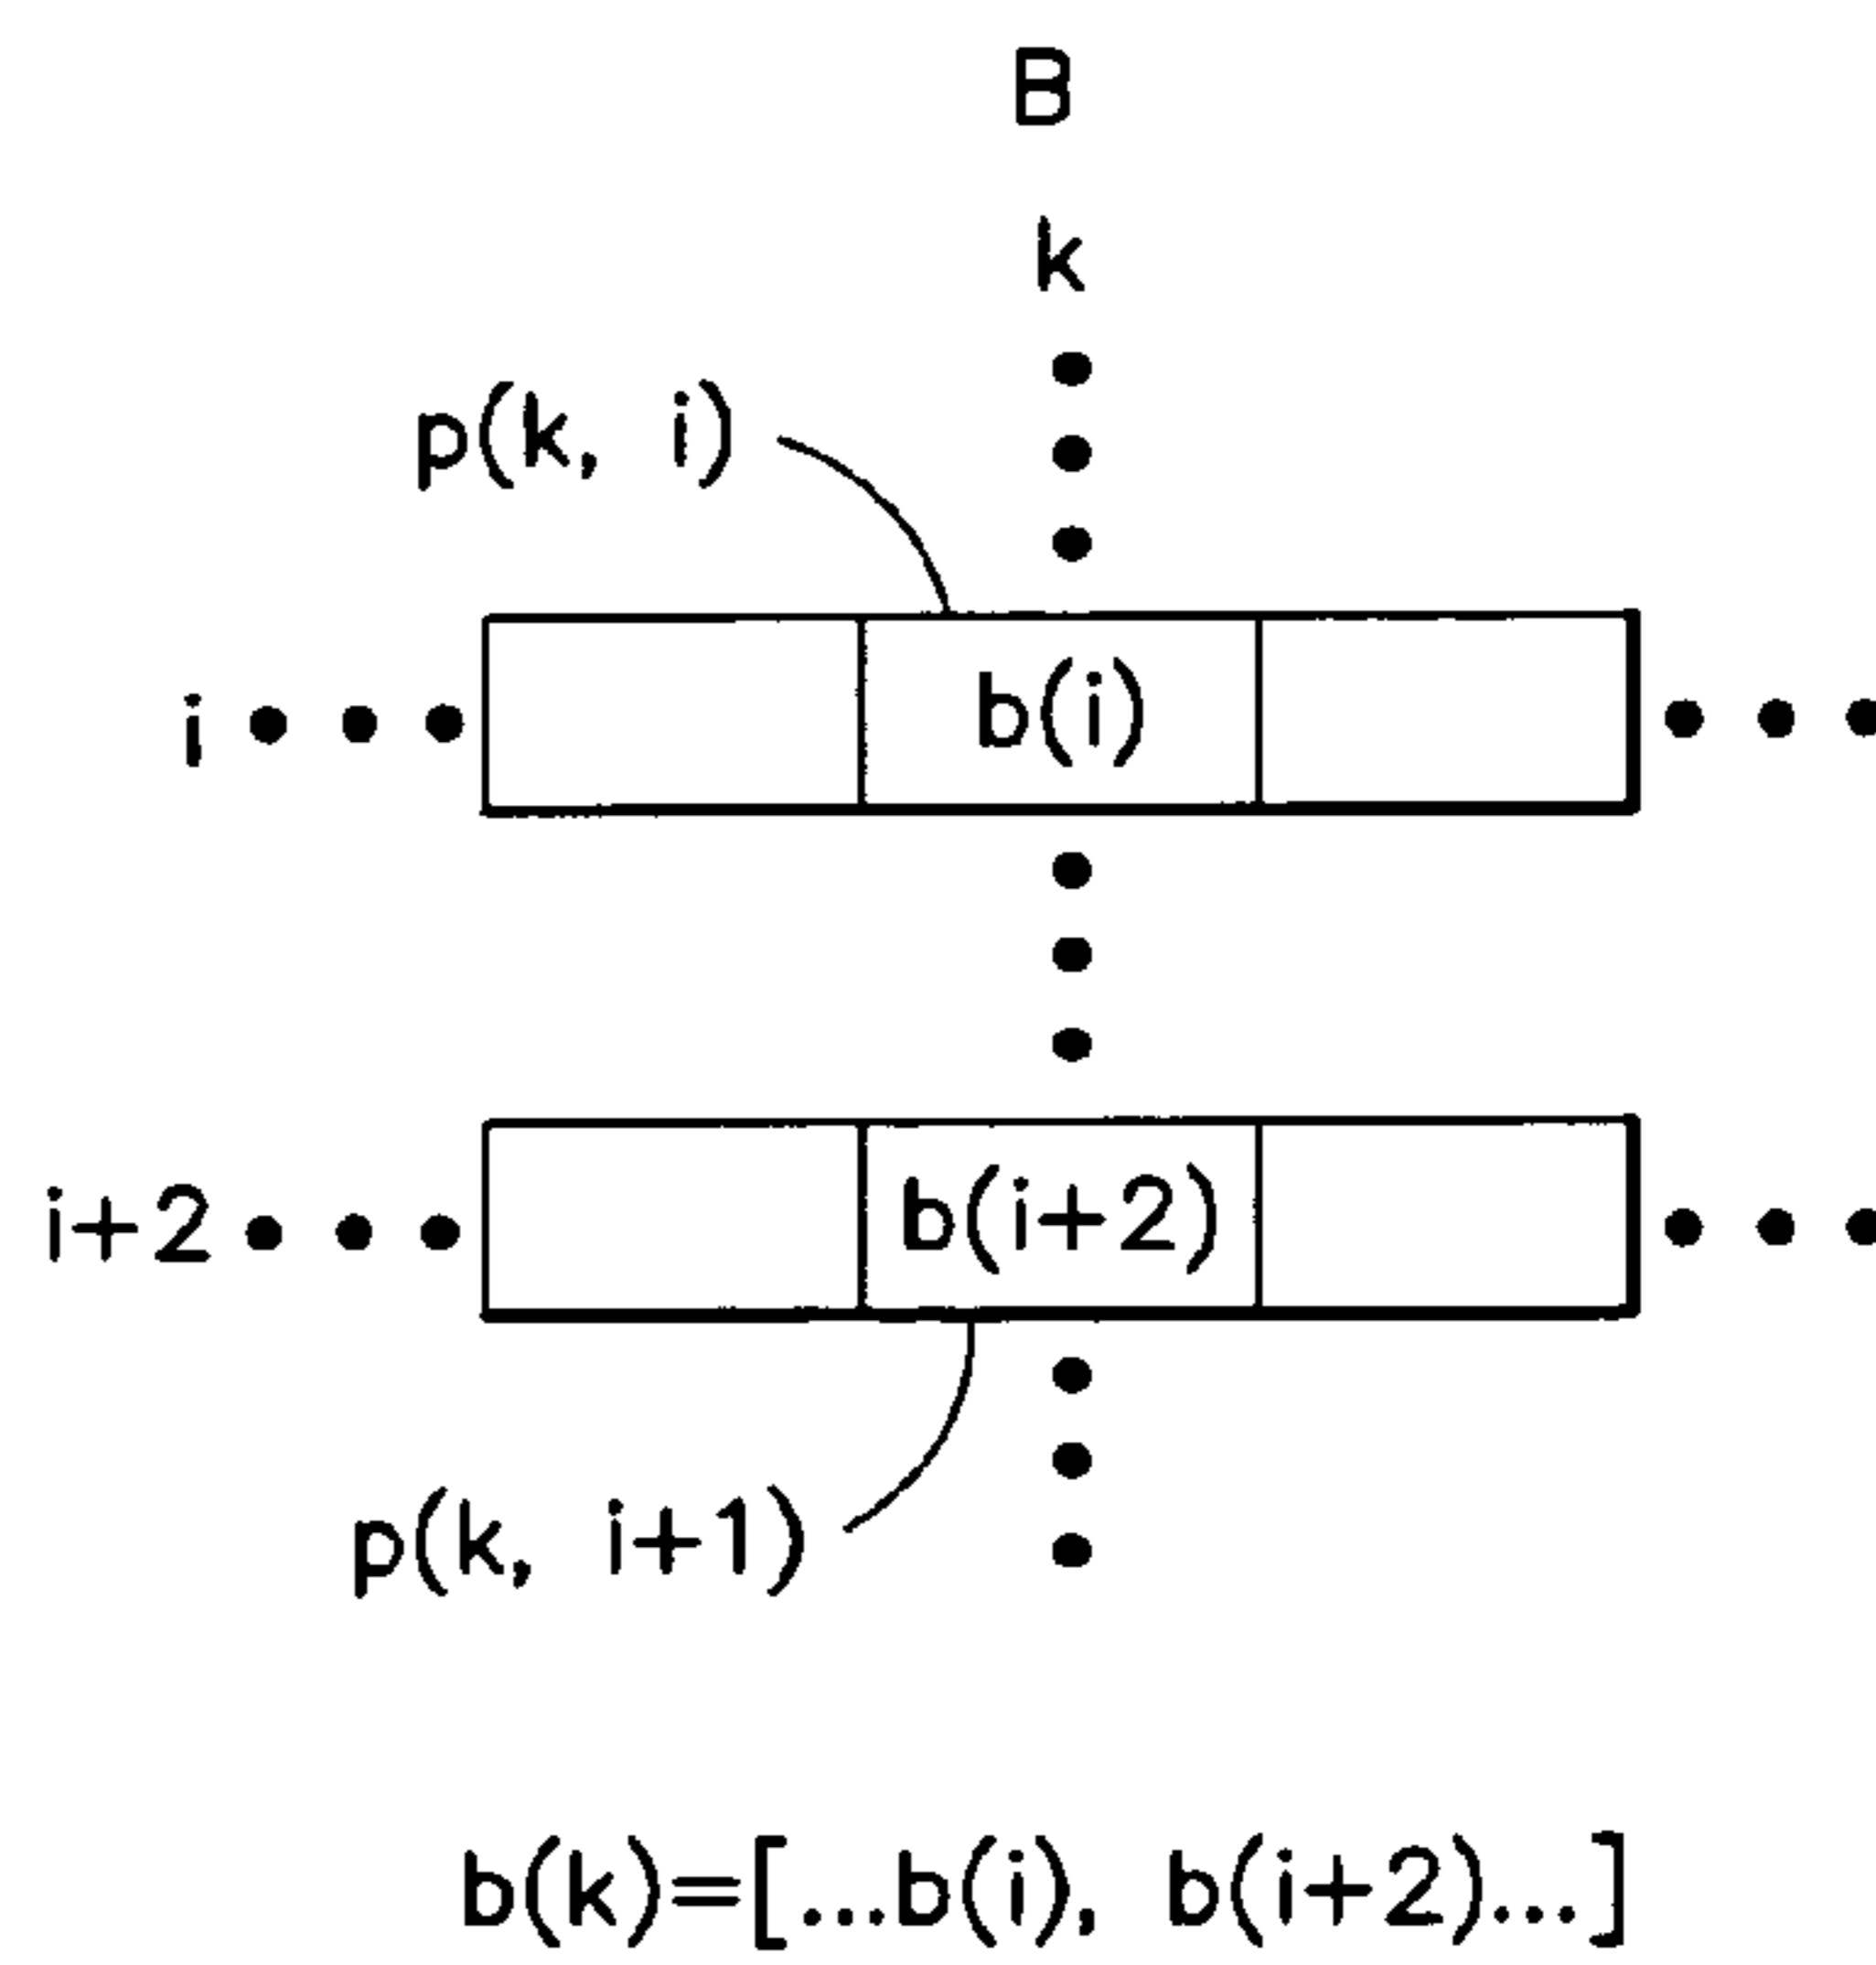 B
k
p(k, i)
i b(i)
i+2 b(i+2)
p(k, i+1)
b(k)=[...b(i), b(i+2)...]